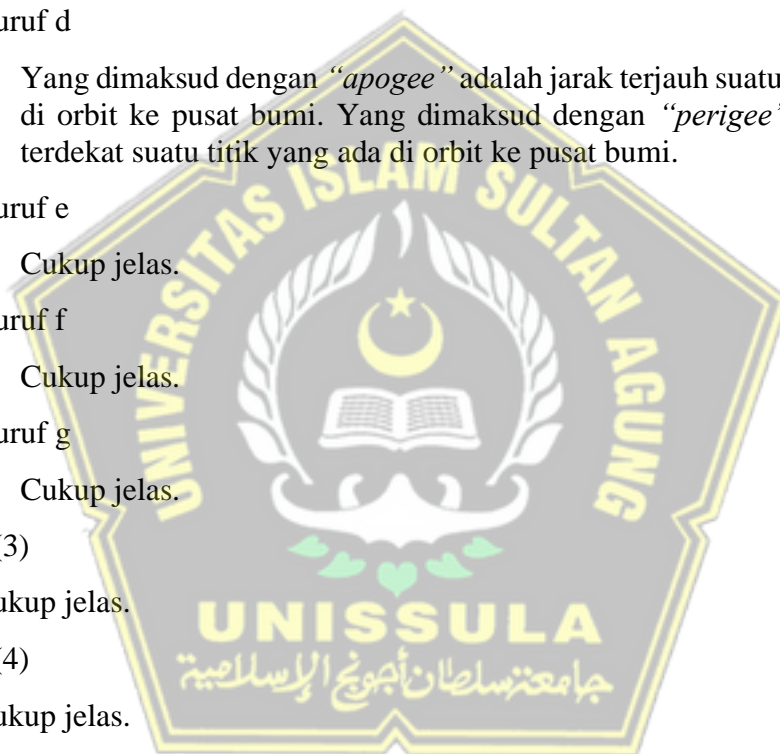 uruf d
Yang dimaksud dengan “apogee” adalah jarak terjauh suatu
di orbit ke pusat bumi. Yang dimaksud dengan “perigee”
terdekat suatu titik yang ada di orbit ke pusat bumi.
uruf e
Cukup jelas.
uruf f
Cukup jelas.
uruf g
Cukup jelas.
(3)
ukup jelas.
(4)
ukup jelas.
UNIVERSITAS ISLAM SULTAN AGUNG
UNISSULA
جامعة سلطان أجونج الإسلامية